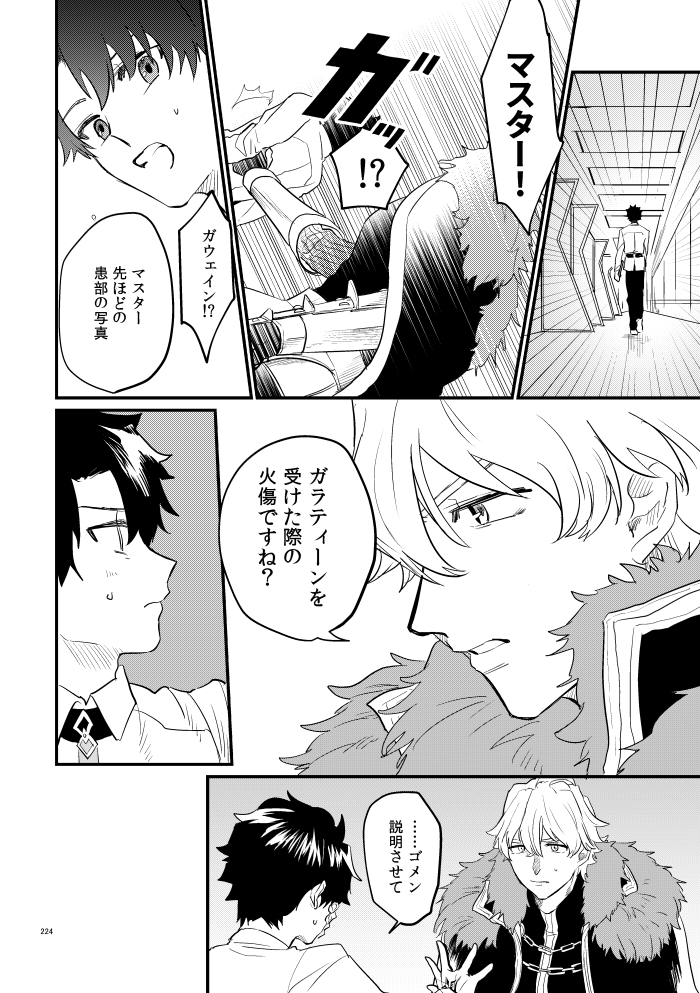 マスター！
ガッ
!?
ガウェイン!?
マスター
先ほどの
患部の写真
ガラティーンを
受けた際の
火傷ですね？
……ゴメン
説明させて
224